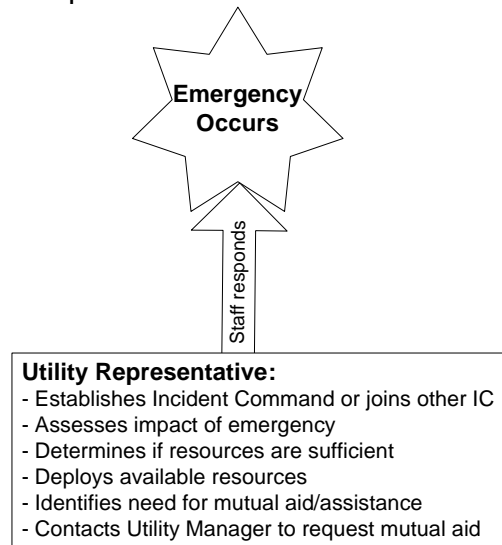 Emergency
Occurs
Staff responds
Utility Representative:
- Establishes Incident Command or joins other IC
- Assesses impact of emergency
- Determines if resources are sufficient
- Deploys available resources
- Identifies need for mutual aid/assistance
- Contacts Utility Manager to request mutual aid